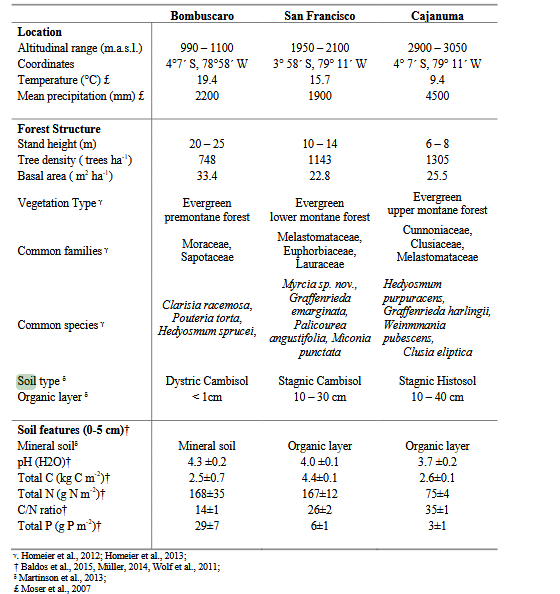 Bombuscaro San Francisco Cajanuma
Location
Altitudinal range (m.a.s.l.) 990 – 1100 1950 – 2100 2900 – 3050
Coordinates 4°7´ S, 78°58´ W 3° 58´ S, 79° 11´ W 4° 7´ S, 79° 11´ W
Temperature (°C) £ 19.4 15.7 9.4
Mean precipitation (mm) £ 2200 1900 4500
Forest Structure
Stand height (m) 20 – 25 10 – 14 6 – 8
Tree density ( trees ha⁻¹) 748 1143 1305
Basal area ( m² ha⁻¹) 33.4 22.8 25.5
Vegetation Type ᵞ Evergreen premontane forest Evergreen lower montane forest Evergreen upper montane forest
Common families ᵞ Moraceae, Sapotaceae Melastomataceae, Euphorbiaceae, Lauraceae Cunnoniaceae, Clusiaceae, Melastomataceae
Common species ᵞ Clarisia racemosa, Pouteria torta, Hedyosmum sprucei, Myrcia sp. nov., Graffenrieda emarginata, Palicourea angustifolia, Miconia punctata Hedyosmum purpuracens, Graffenrieda harlingii, Weinmmania pubescens, Clusia eliptica
Soil type ᵟ Dystric Cambisol Stagnic Cambisol Stagnic Histosol
Organic layer ᵟ < 1cm 10 – 30 cm 10 – 40 cm
Soil features (0-5 cm)†
Mineral soilᵟ Mineral soil Organic layer Organic layer
pH (H2O)† 4.3 ±0.2 4.0 ±0.1 3.7 ±0.2
Total C (kg C m⁻²)† 2.5±0.7 4.4±0.1 2.6±0.1
Total N (g N m⁻²)† 168±35 167±12 75±4
C/N ratio† 14±1 26±2 35±1
Total P (g P m⁻²)† 29±7 6±1 3±1
ᵞ. Homeier et al., 2012; Homeier et al., 2013;
† Baldos et al., 2015, Müller, 2014, Wolf et al., 2011;
ᵟ Martinson et al., 2013;
£ Moser et al., 2007